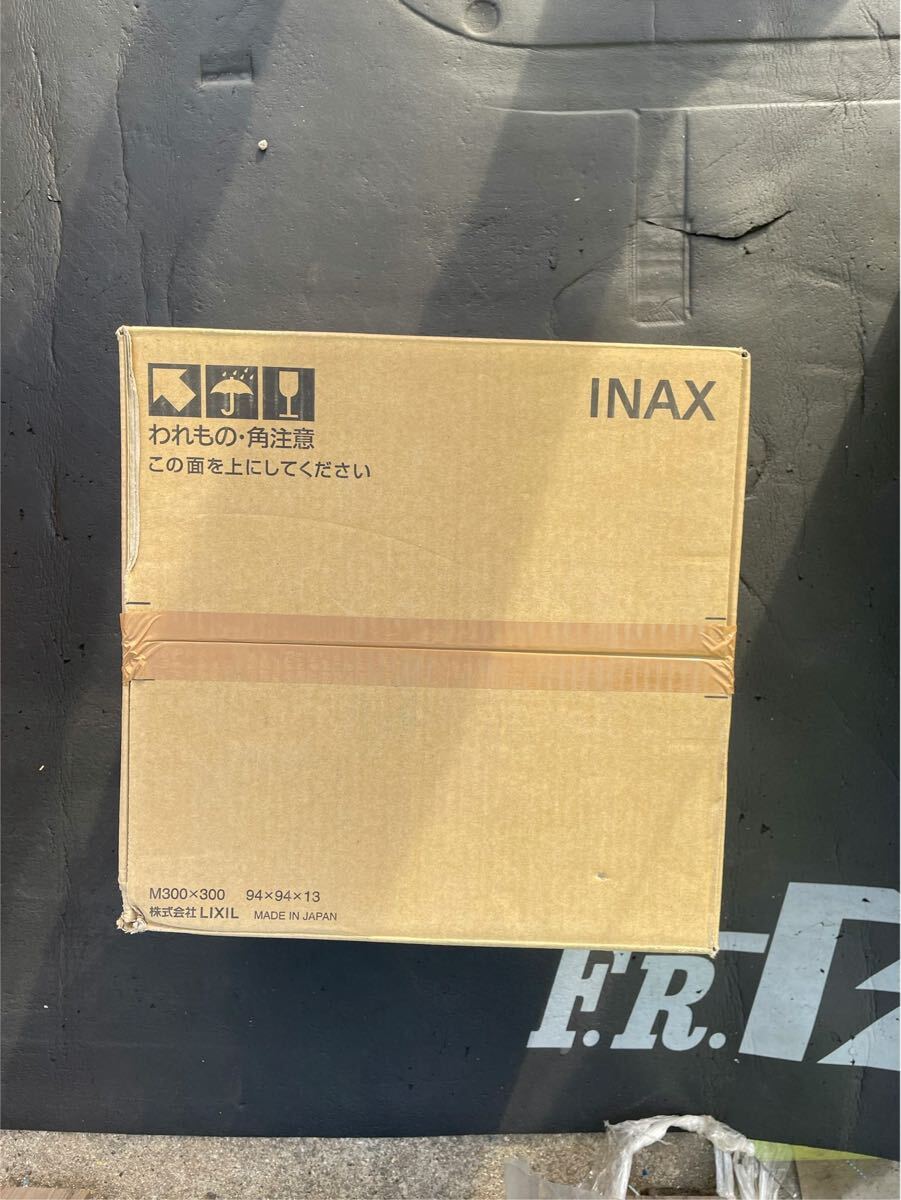 INAX
われもの・角注意
この面を上にしてください
M300×300 94×94×13
株式会社 LIXIL MADE IN JAPAN
F.R.